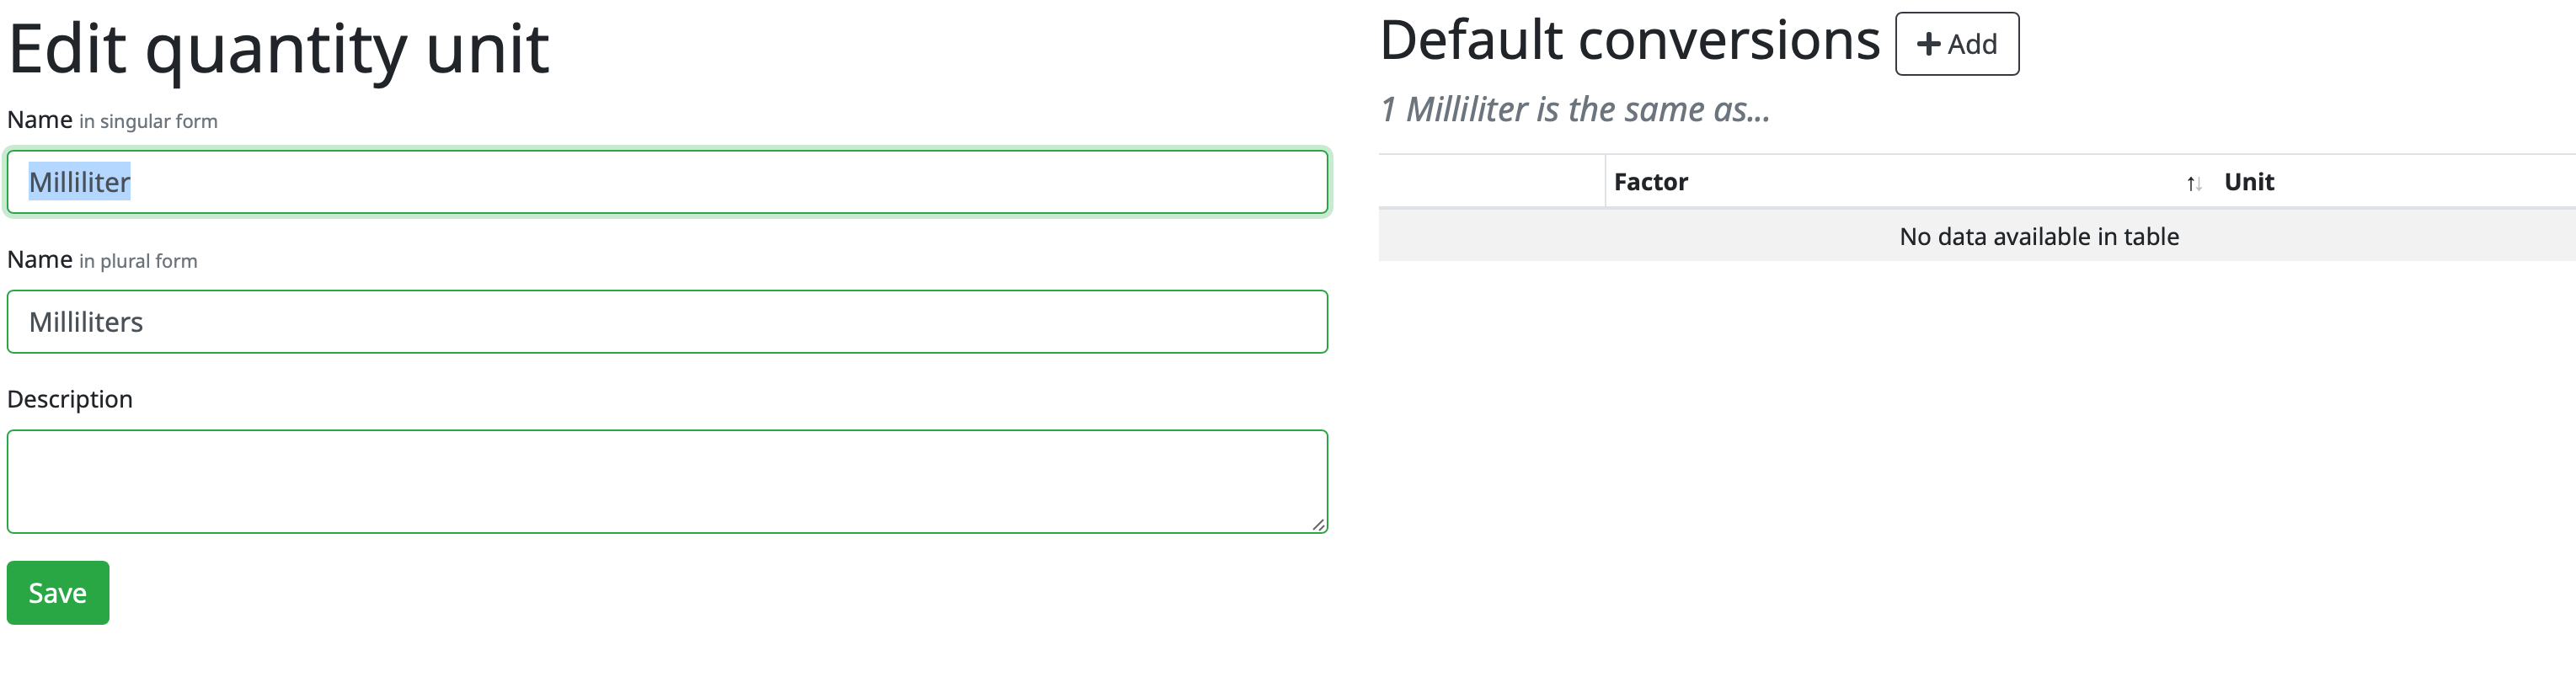 Edit quantity unit
Name in singular form
Milliliter
Name in plural form
Milliliters
Description
Save
Default conversions
Add
1 Milliliter is the same as...
Factor Unit
No data available in table